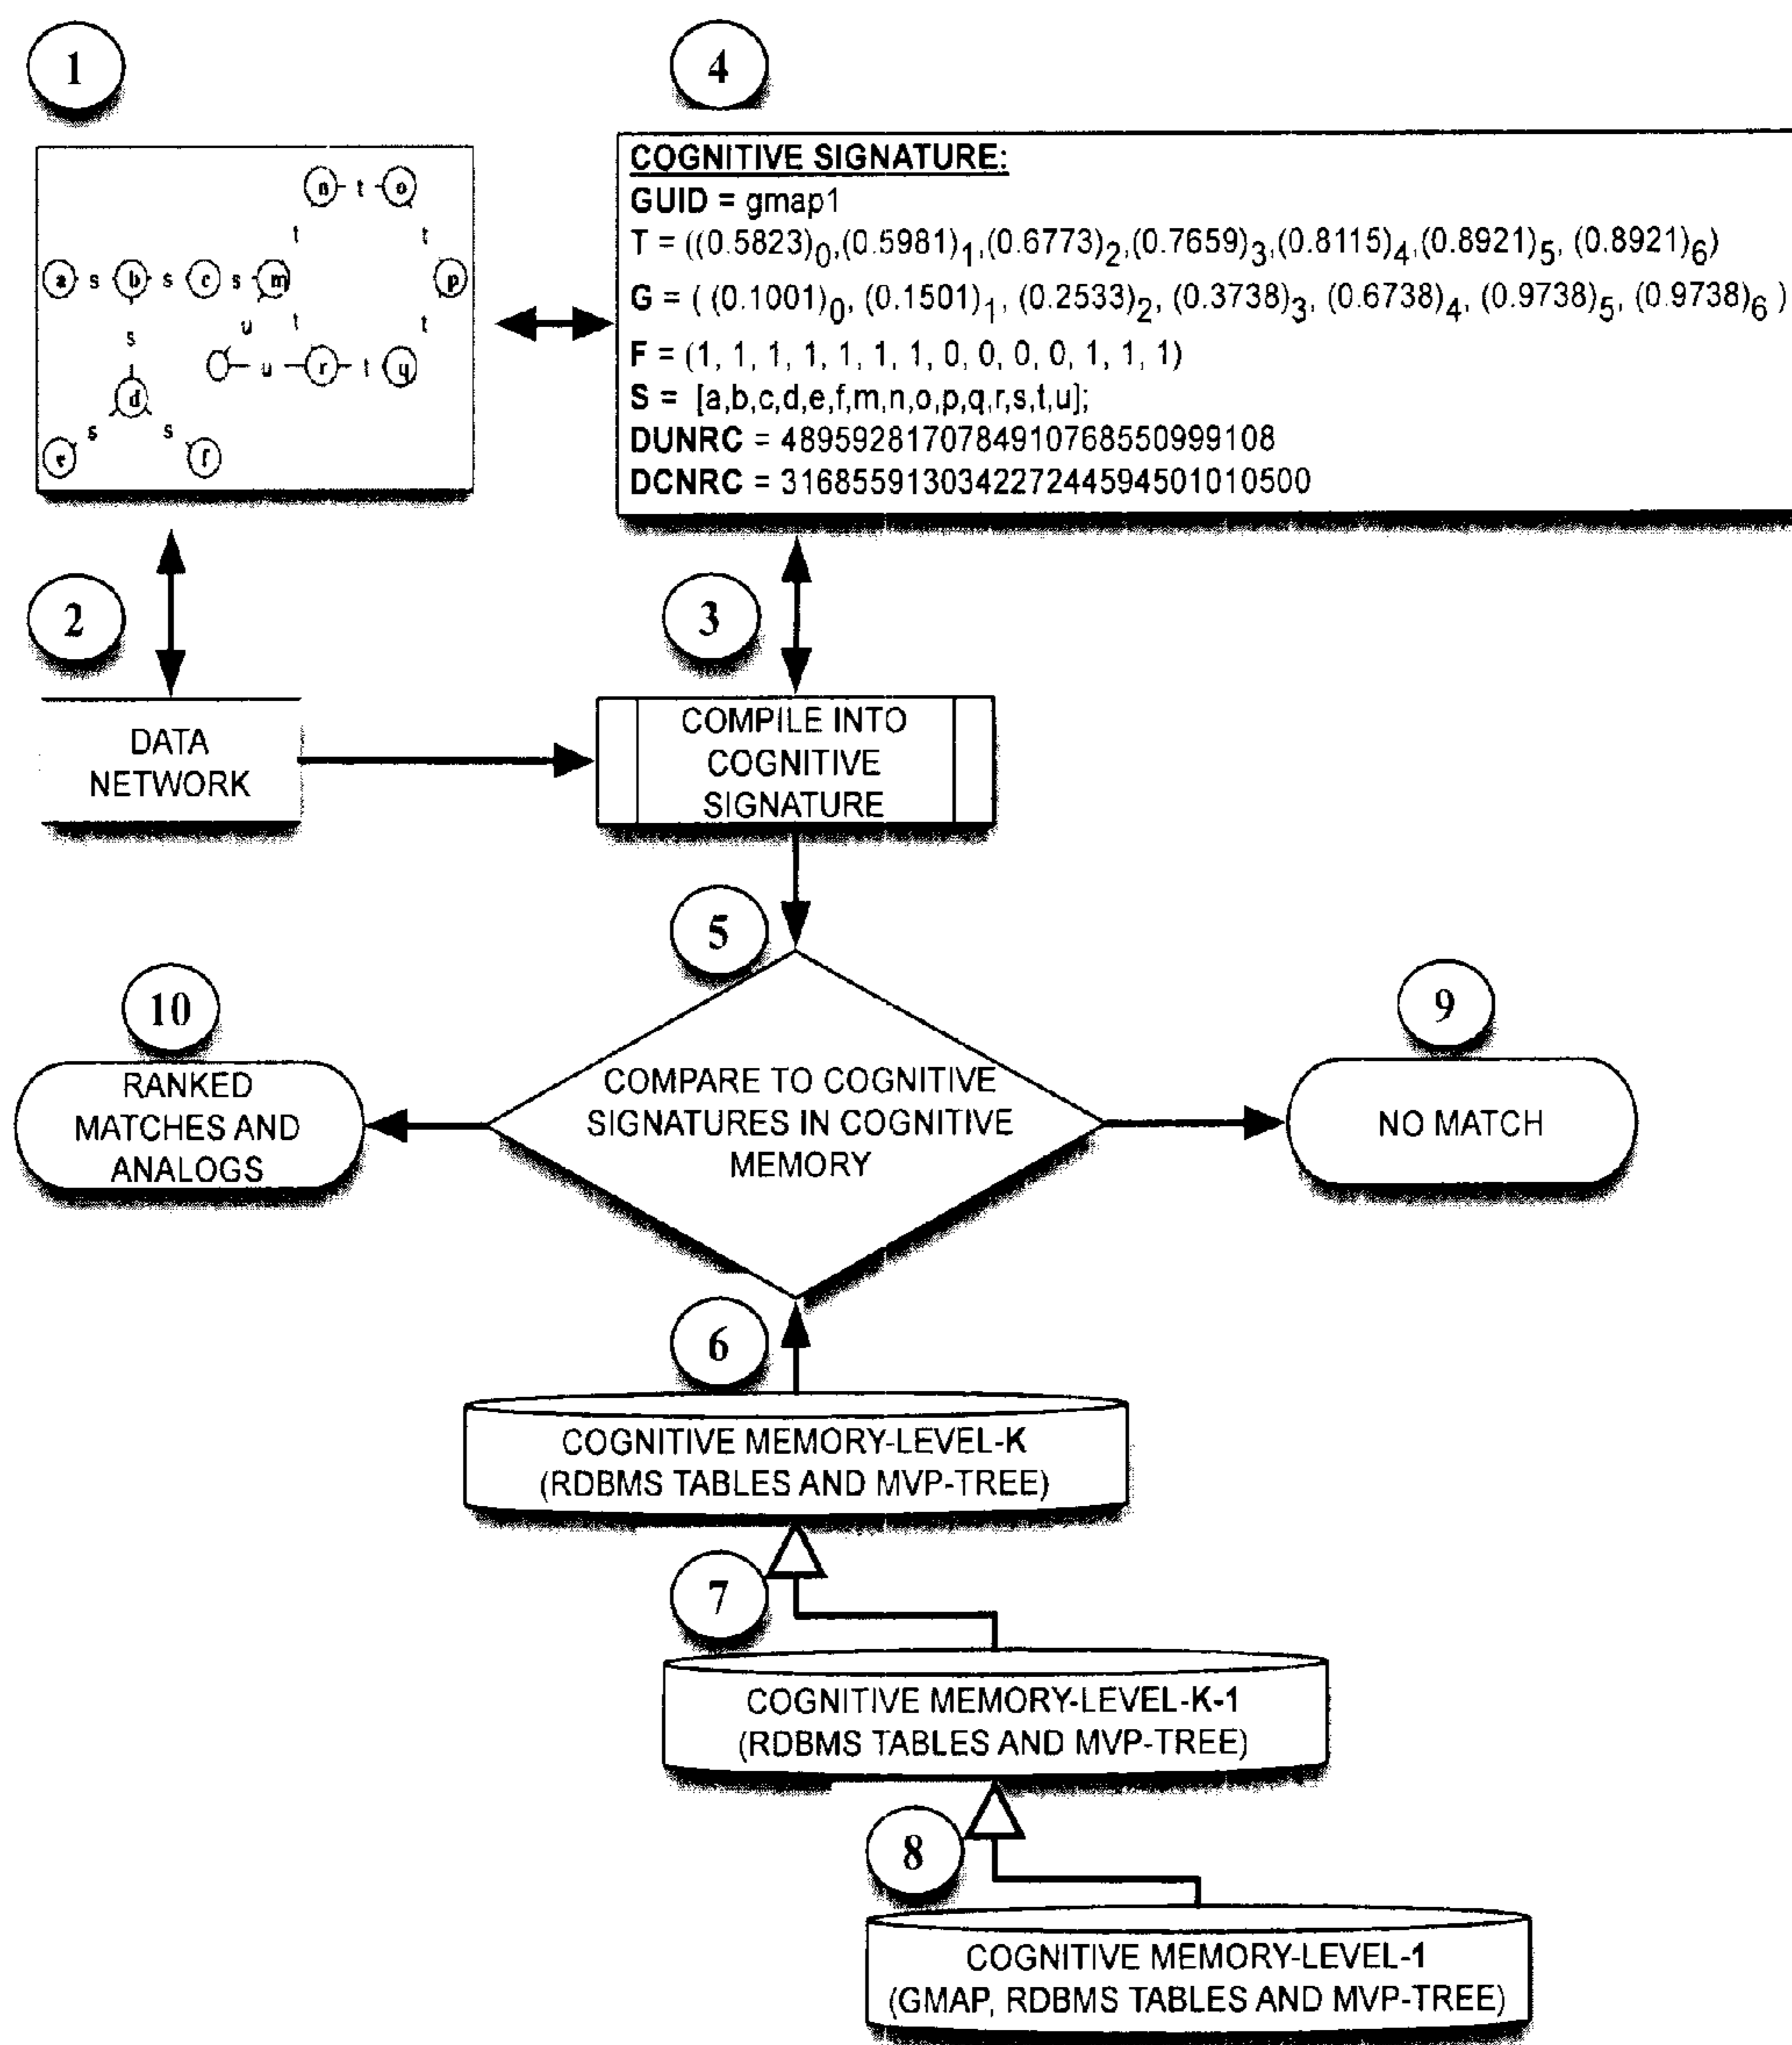 1
4
n t o
t t
a s b s c s m p
u t t
s
u r t q
d
s s
e f
COGNITIVE SIGNATURE:
GUID = gmap1
T = ((0.5823)0,(0.5981)1,(0.6773)2,(0.7659)3,(0.8115)4,(0.8921)5, (0.8921)6)
G = ( (0.1001)0, (0.1501)1, (0.2533)2, (0.3738)3, (0.6738)4, (0.9738)5, (0.9738)6 )
F = (1, 1, 1, 1, 1, 1, 1, 0, 0, 0, 0, 1, 1, 1)
S = [a,b,c,d,e,f,m,n,o,p,q,r,s,t,u];
DUNRC = 4895928170784910768550999108
DCNRC = 3168559130342272445945010105​00
2
3
DATA
NETWORK
COMPILE INTO
COGNITIVE
SIGNATURE
5
10
9
RANKED
MATCHES AND
ANALOGS
COMPARE TO COGNITIVE
SIGNATURES IN COGNITIVE
MEMORY
NO MATCH
6
COGNITIVE MEMORY-LEVEL-K
(RDBMS TABLES AND MVP-TREE)
7
COGNITIVE MEMORY-LEVEL-K-1
(RDBMS TABLES AND MVP-TREE)
8
COGNITIVE MEMORY-LEVEL-1
(GMAP, RDBMS TABLES AND MVP-TREE)